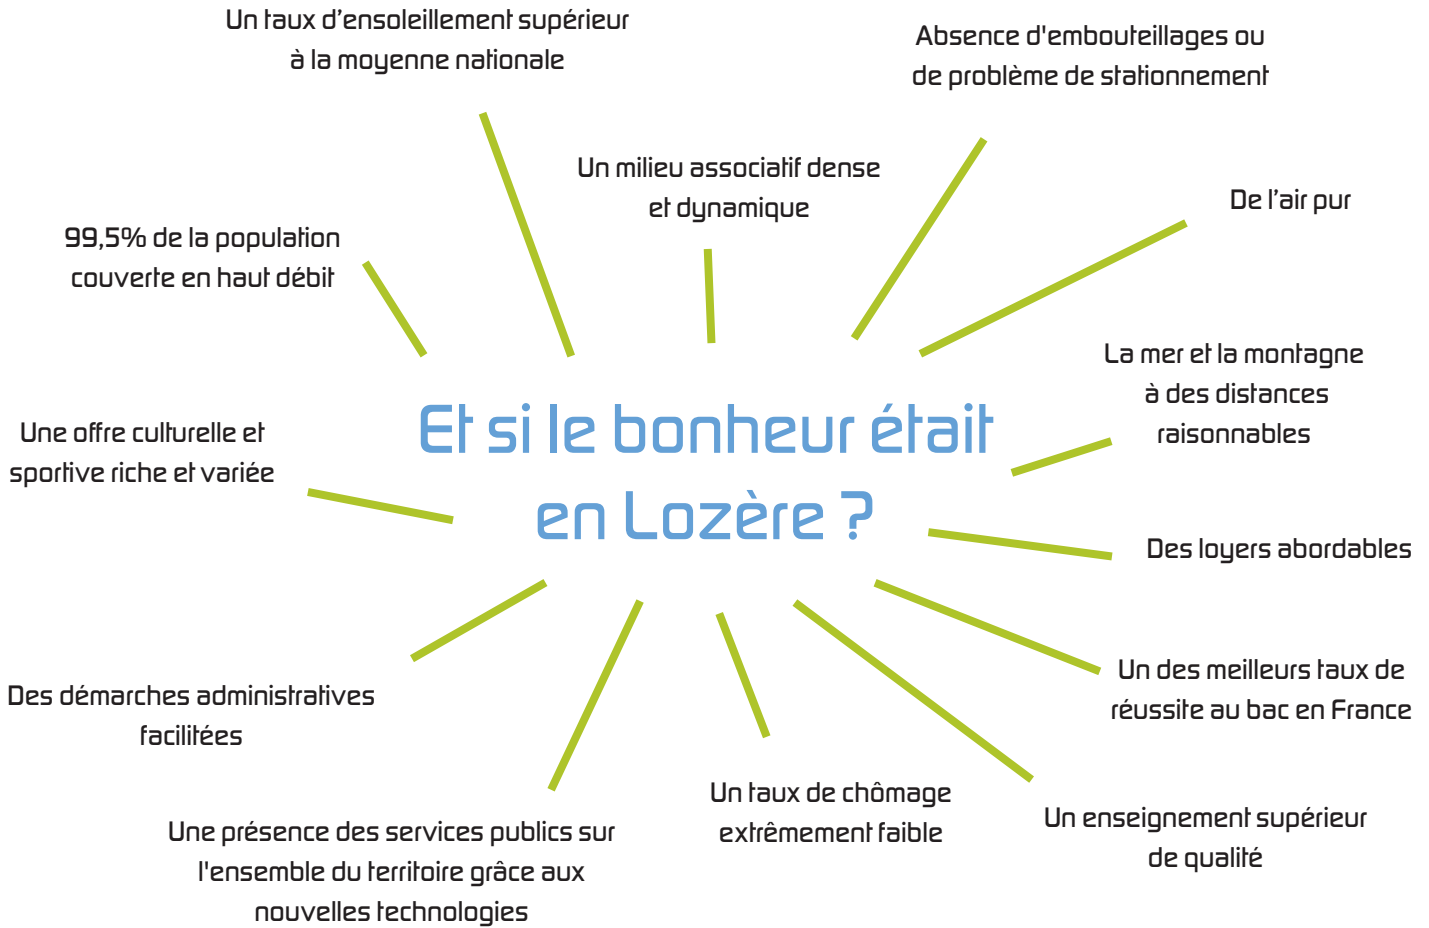 Un taux d’ensoleillement supérieur
à la moyenne nationale
Absence d'embouteillages ou
de problème de stationnement
Un milieu associatif dense
et dynamique
De l’air pur
99,5% de la population
couverte en haut débit
La mer et la montagne
à des distances
raisonnables
Et si le bonheur était
en Lozère ?
Une offre culturelle et
sportive riche et variée
Des loyers abordables
Un des meilleurs taux de
réussite au bac en France
Des démarches administratives
facilitées
Un taux de chômage
extrêmement faible
Un enseignement supérieur
de qualité
Une présence des services publics sur
l'ensemble du territoire grâce aux
nouvelles technologies